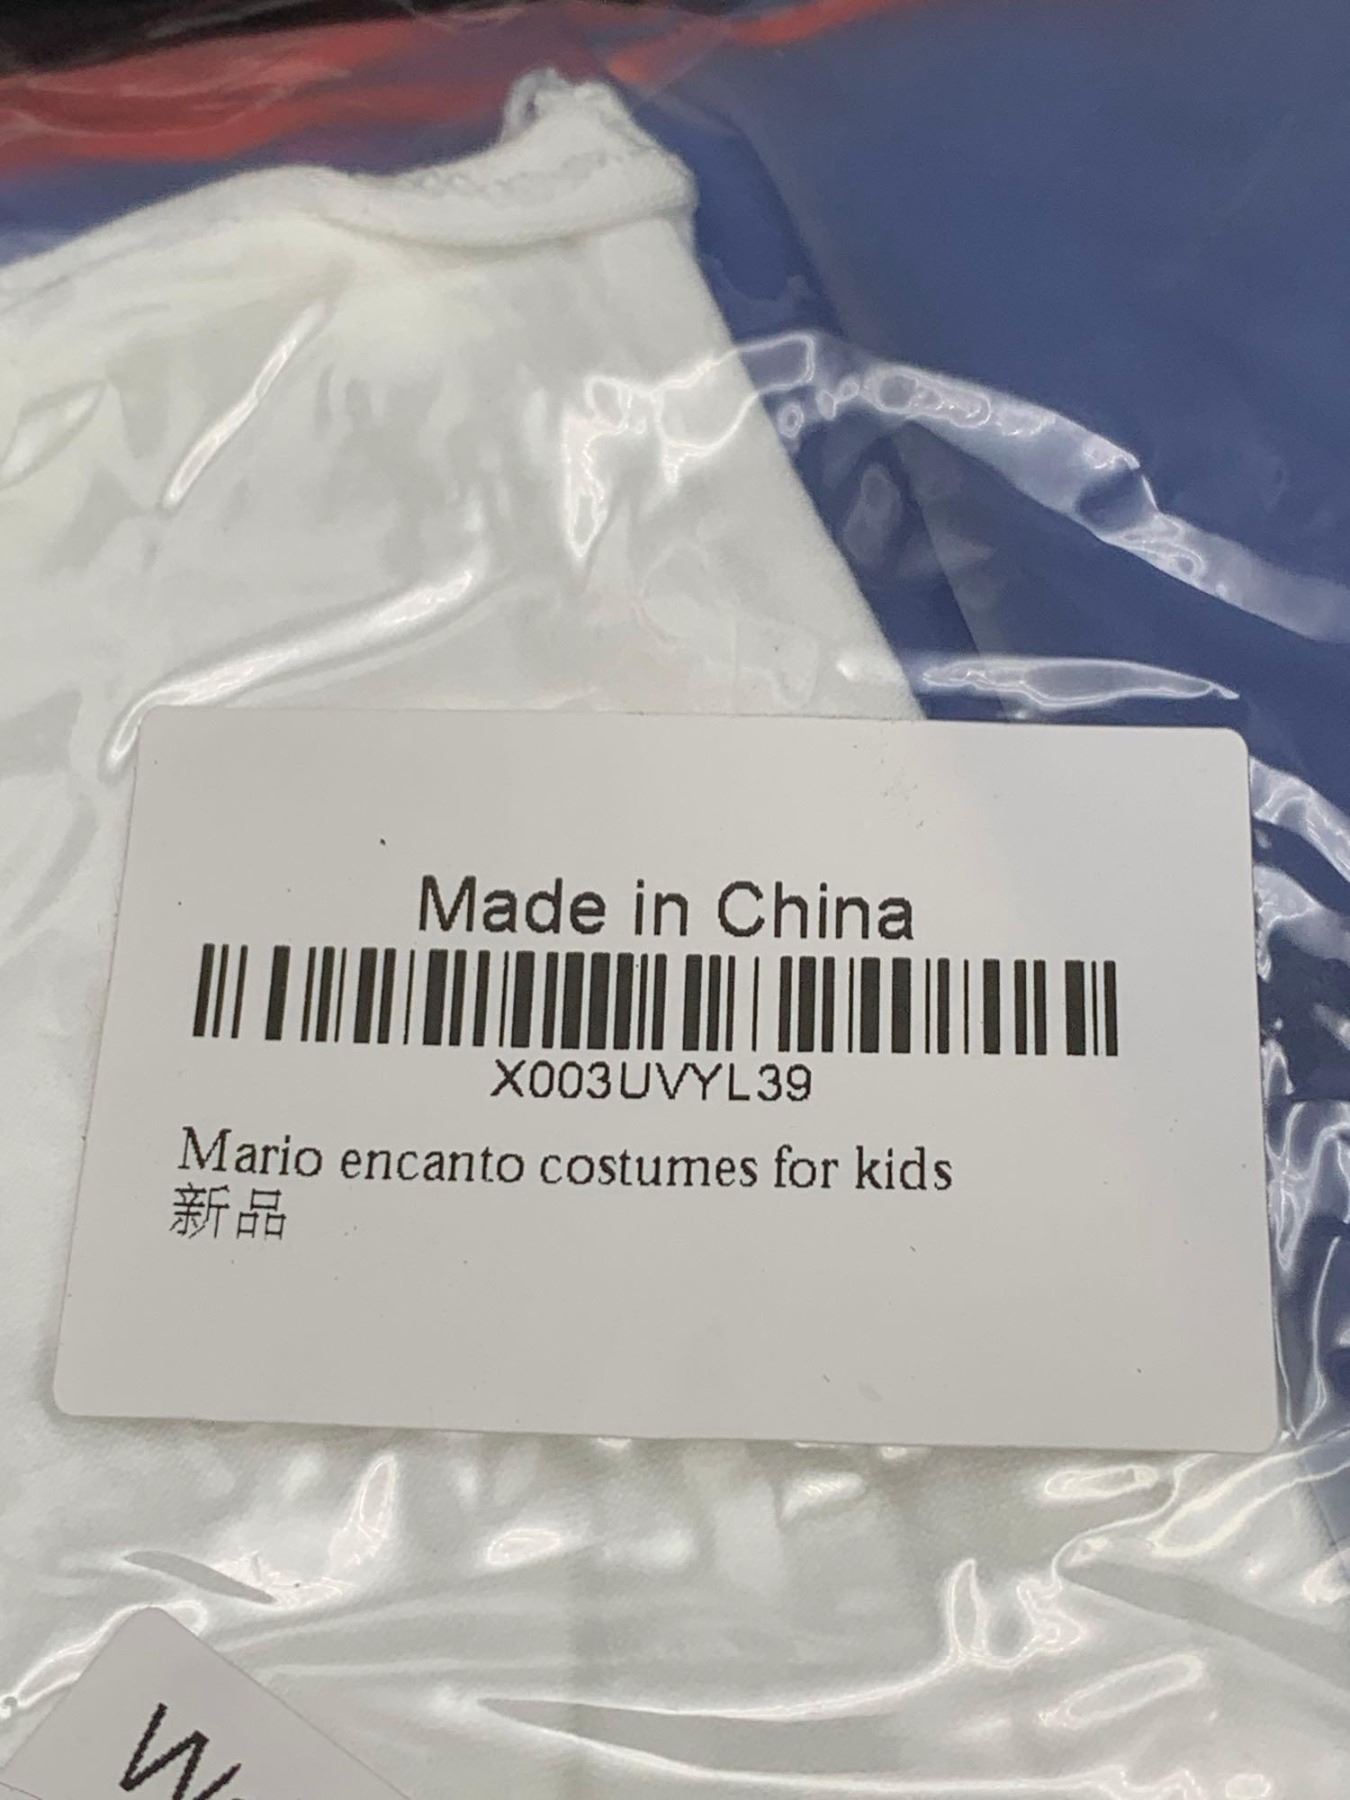 Made in China
X003UVYL39
Mario encanto costumes for kids
新品